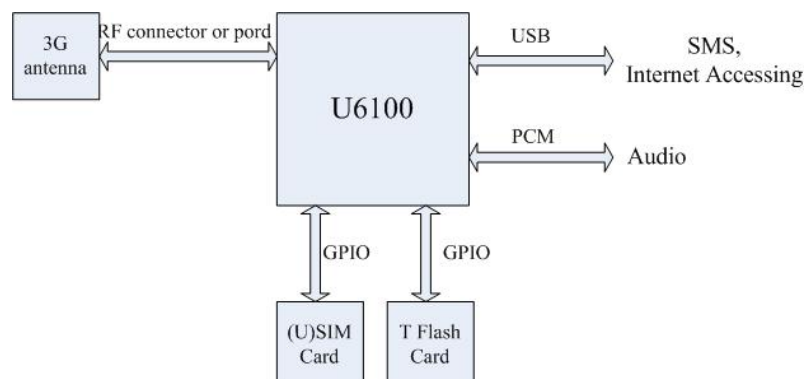 3G
antenna
RF connector or pord
U6100
USB
SMS,
Internet Accessing
PCM
Audio
GPIO
GPIO
(U)SIM
Card
T Flash
Card